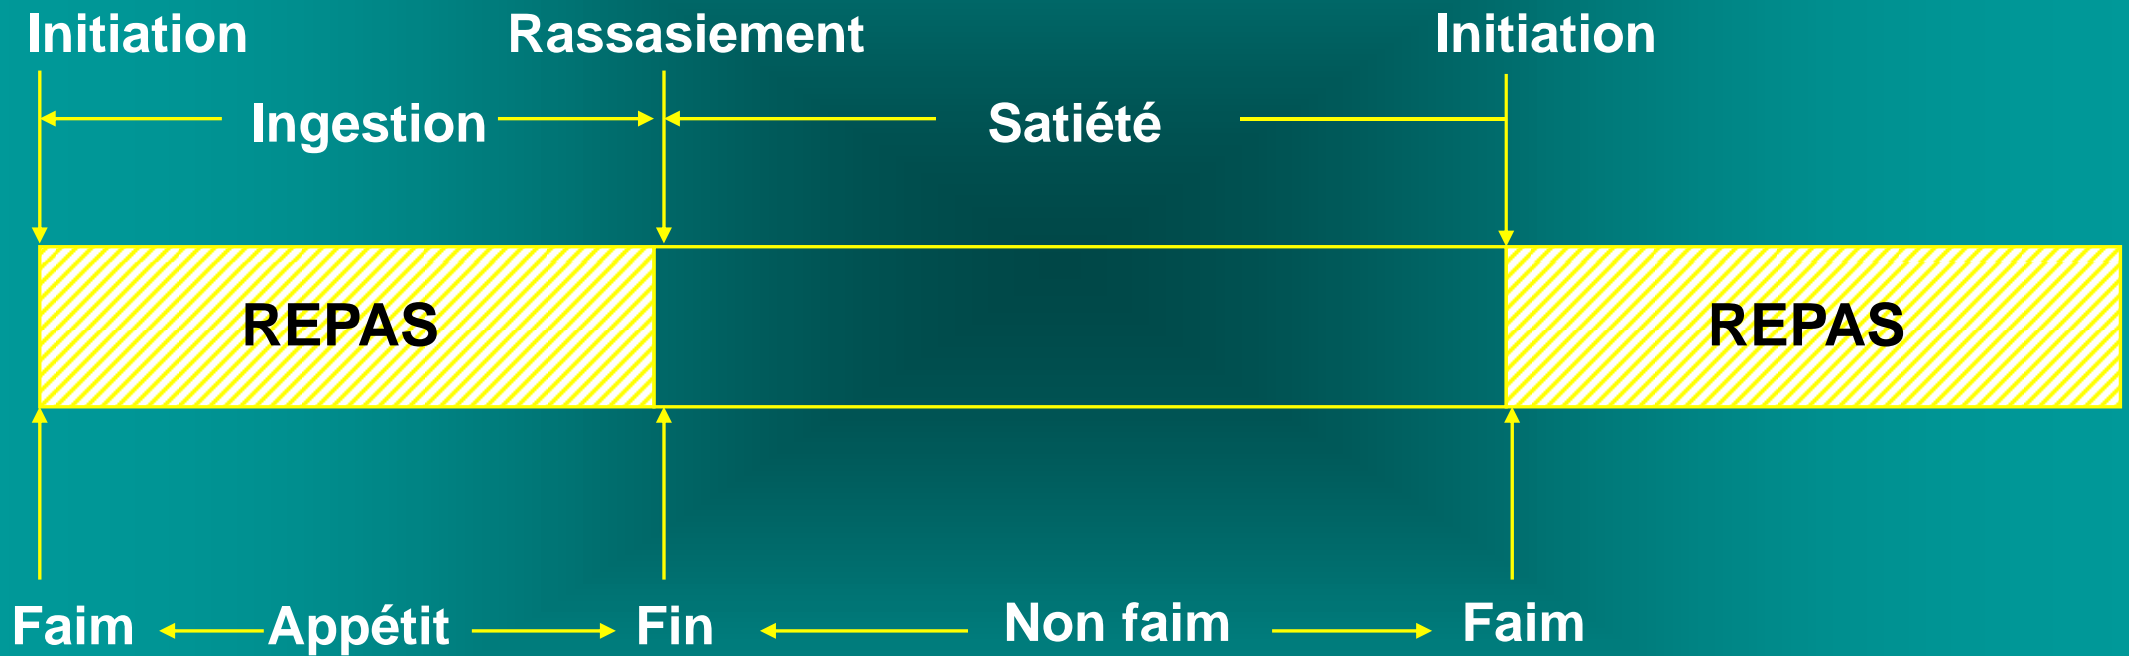 Initiation Rassasiement Initiation
Ingestion Satiété
REPAS REPAS
Faim Appétit Fin Non faim Faim